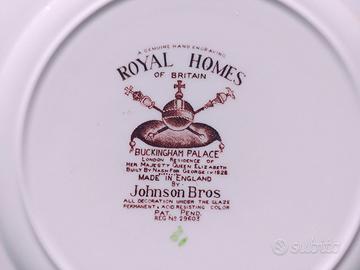 A GENUINE HAND ENGRAVING
ROYAL HOMES
OF BRITAIN
"BUCKINGHAM PALACE"
LONDON RESIDENCE OF
HER MAJESTY QUEEN ELIZABETH
BUILT BY NASH FOR GEORGE IV 1828
MADE IN ENGLAND
BY
Johnson Bros
ALL DECORATION UNDER THE GLAZE
PERMANENT & ACID RESISTING COLOR
PAT. PEND.
REG NO 29603
subito